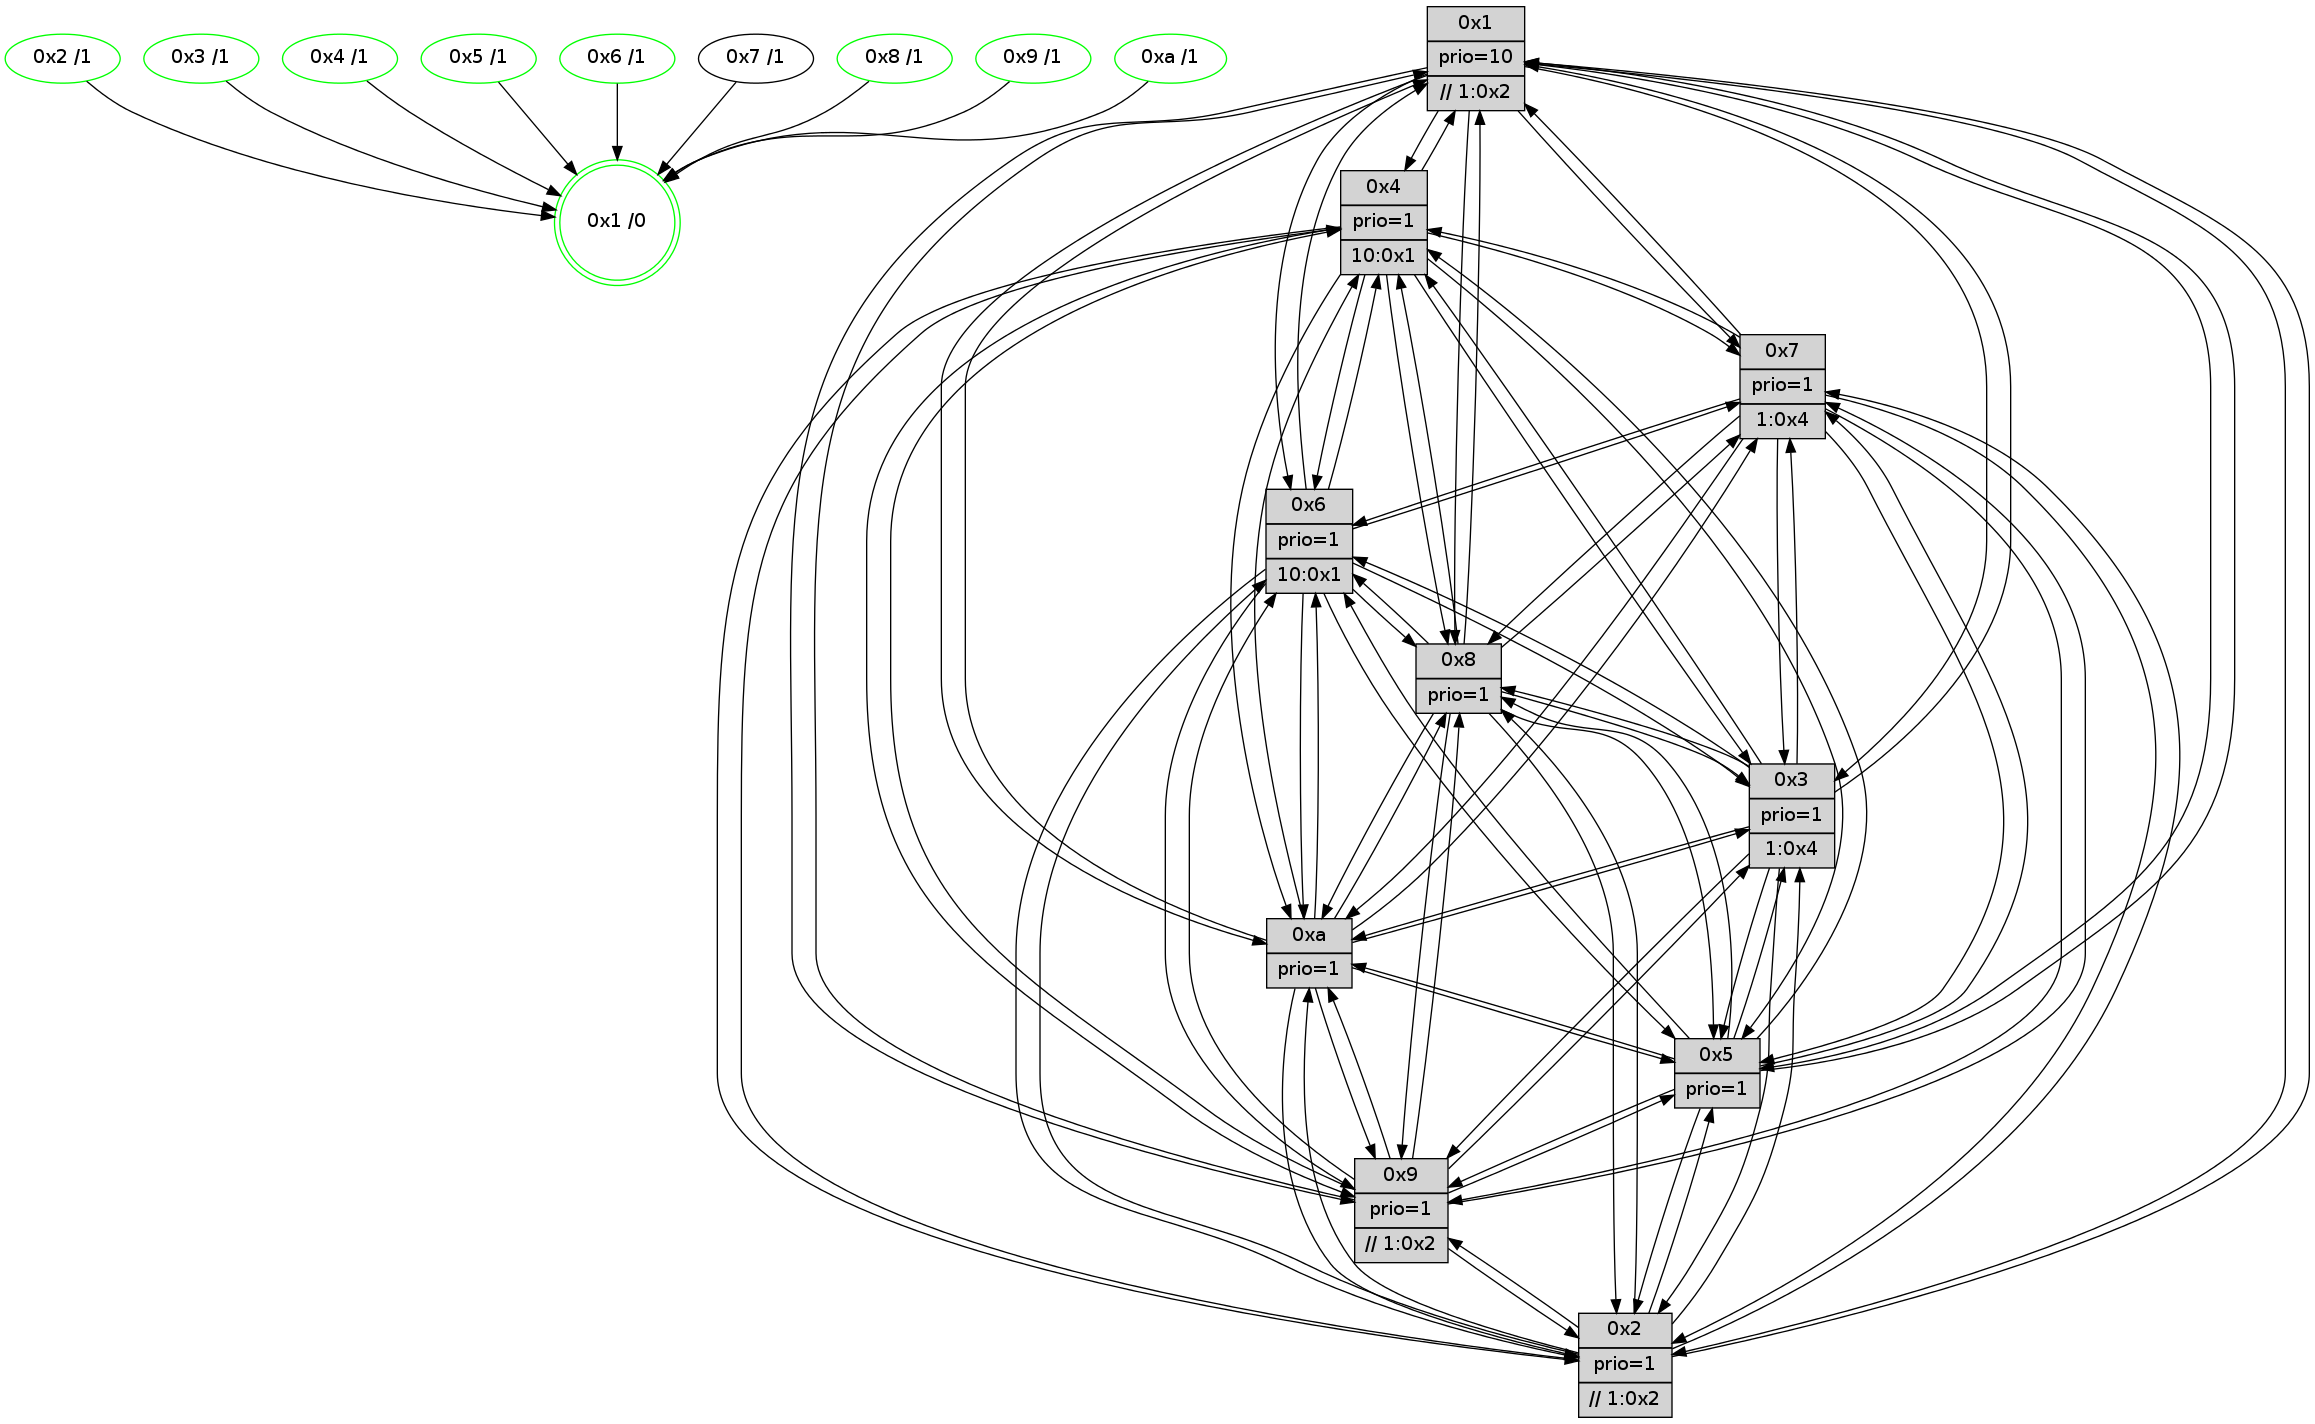 0x2 /1
0x3 /1
0x4 /1
0x5 /1
0x6 /1
0x7 /1
0x8 /1
0x9 /1
0xa /1
0x1 /0
0x1
prio=10
// 1:0x2
0x4
prio=1
10:0x1
0x7
prio=1
1:0x4
0x6
prio=1
10:0x1
0x8
prio=1
0x3
prio=1
1:0x4
0xa
prio=1
0x5
prio=1
0x9
prio=1
// 1:0x2
0x2
prio=1
// 1:0x2